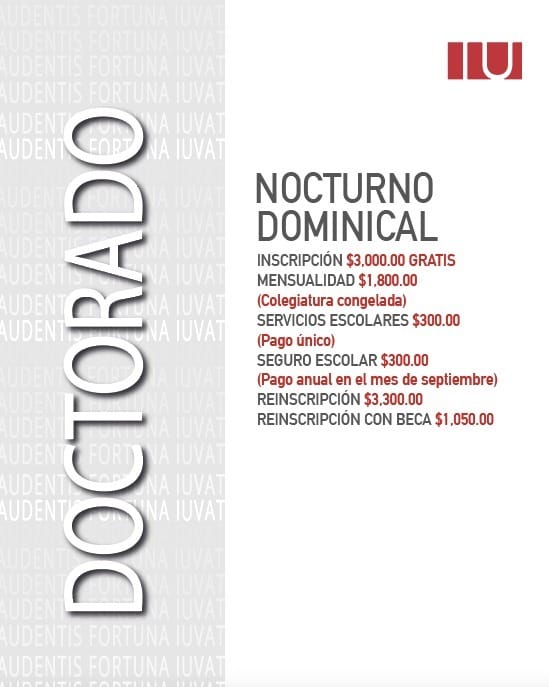 IU
DOCTORADO
AUDENTIS FORTUNA IUVAT
NOCTURNO
DOMINICAL
INSCRIPCIÓN $3,000.00 GRATIS
MENSUALIDAD $1,800.00
(Colegiatura congelada)
SERVICIOS ESCOLARES $300.00
(Pago único)
SEGURO ESCOLAR $300.00
(Pago anual en el mes de septiembre)
REINSCRIPCIÓN $3,300.00
REINSCRIPCIÓN CON BECA $1,050.00